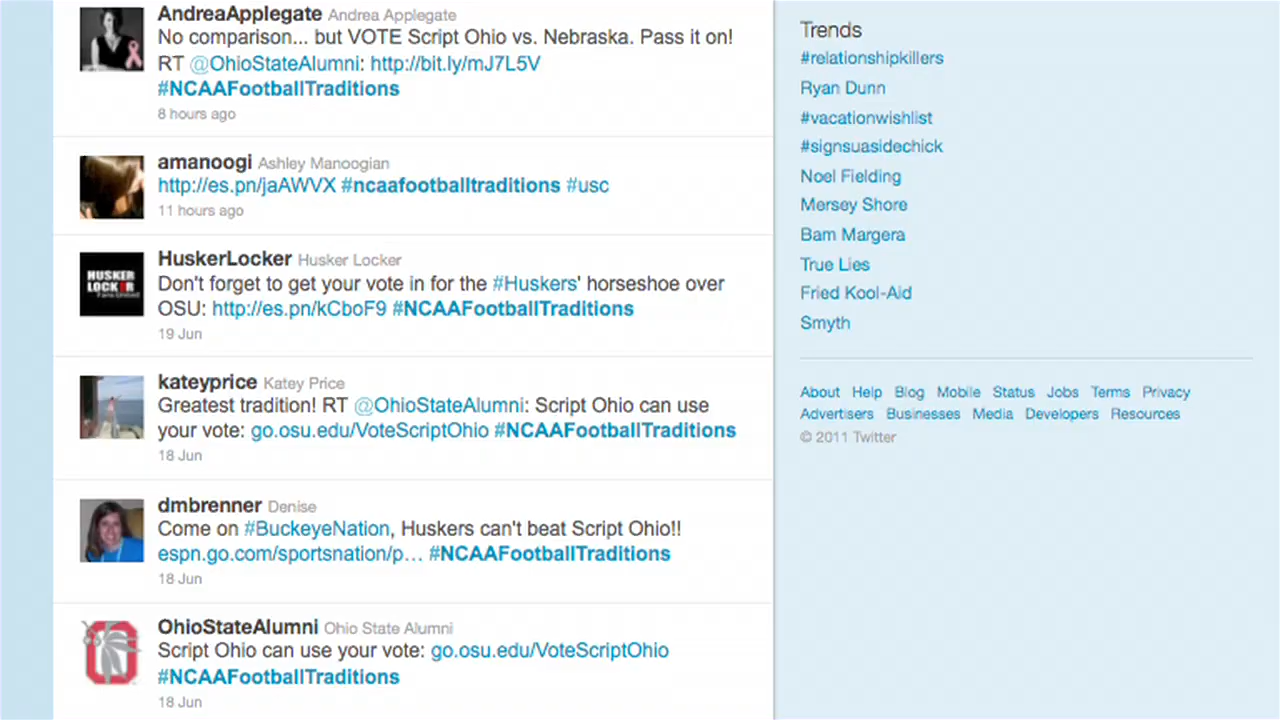 AndreaApplegate Andrea Applegate
No comparison... but VOTE Script Ohio vs. Nebraska. Pass it on!
RT @OhioStateAlumni: http://bit.ly/mJ7L5V
#NCAAFootballTraditions
8 hours ago
amanoogi Ashley Manoogian
http://es.pn/jaAWVX #ncaafootballtraditions #usc
11 hours ago
HUSKER
LOCKER
HuskerLocker Husker Locker
Don't forget to get your vote in for the #Huskers' horseshoe over
OSU: http://es.pn/kCboF9 #NCAAFootballTraditions
19 Jun
kateyprice Katey Price
Greatest tradition! RT @OhioStateAlumni: Script Ohio can use
your vote: go.osu.edu/VoteScriptOhio #NCAAFootballTraditions
18 Jun
dmbrenner Denise
Come on #BuckeyeNation, Huskers can't beat Script Ohio!!
espn.go.com/sportsnation/p… #NCAAFootballTraditions
18 Jun
OhioStateAlumni Ohio State Alumni
Script Ohio can use your vote: go.osu.edu/VoteScriptOhio
#NCAAFootballTraditions
18 Jun
Trends
#relationshipkillers
Ryan Dunn
#vacationwishlist
#signsuasidechick
Noel Fielding
Mersey Shore
Bam Margera
True Lies
Fried Kool-Aid
Smyth
About Help Blog Mobile Status Jobs Terms Privacy
Advertisers Businesses Media Developers Resources
© 2011 Twitter